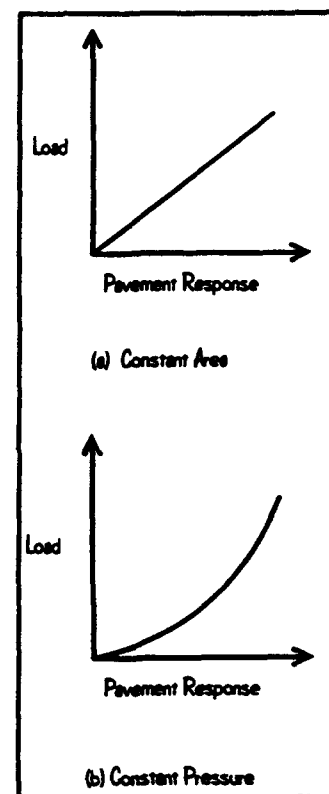 Load
Pavement Response
(a) Constant Area
Load
Pavement Response
(b) Constant Pressure